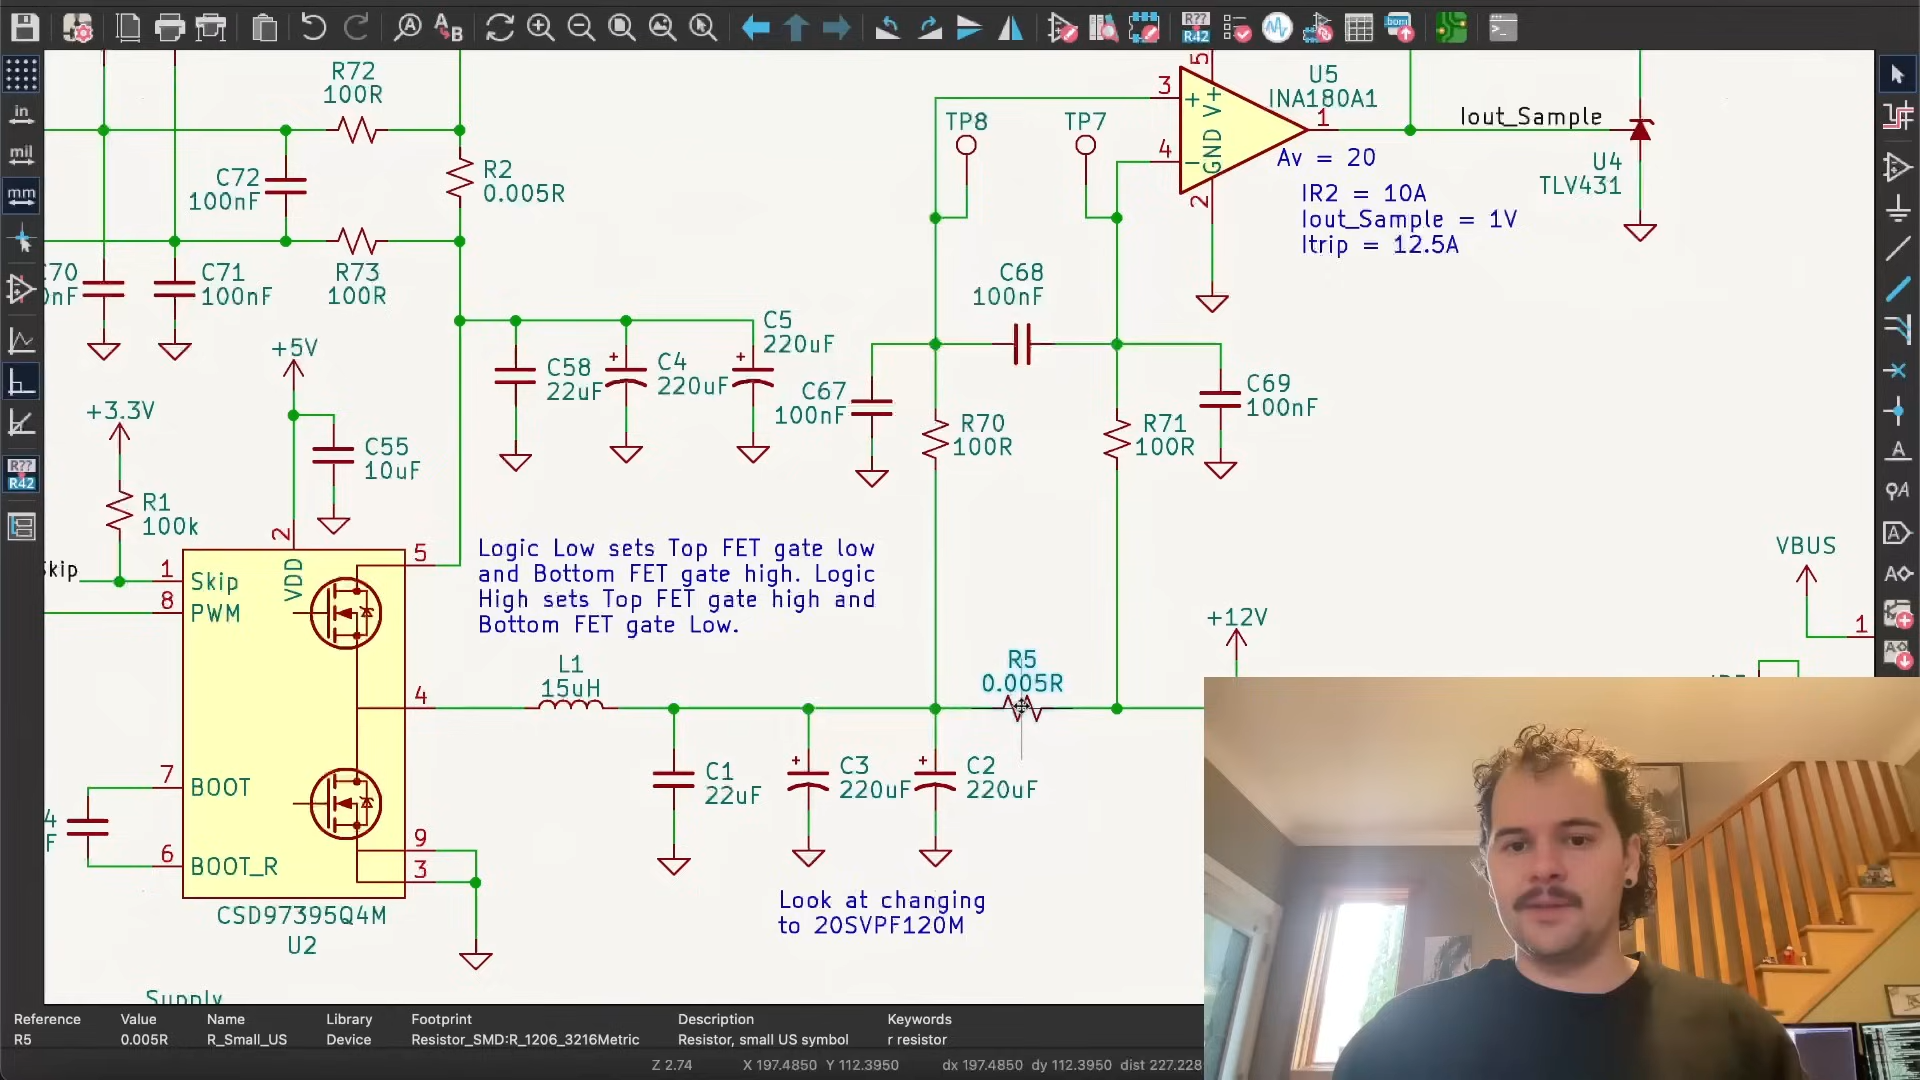 in
mil
mm
R??
R42
R72
100R
C72
100nF
R2
0.005R
C71
100nF
R73
100R
+5V
+3.3V
R1
100k
C55
10uF
C58
22uF
C4
220uF
C5
220uF
C67
100nF
C68
100nF
C69
100nF
R70
100R
R71
100R
TP8
TP7
3
4
5
2
1
+
V+
GND
U5
INA180A1
Av = 20
IR2 = 10A
Iout_Sample = 1V
Itrip = 12.5A
Iout_Sample
U4
TLV431
Logic Low sets Top FET gate low
and Bottom FET gate high. Logic
High sets Top FET gate high and
Bottom FET gate Low.
2
VDD
1
Skip
8
PWM
5
4
7
BOOT
6
BOOT_R
9
3
CSD97395Q4M
U2
L1
15uH
R5
0.005R
+12V
VBUS
1
C1
22uF
C3
220uF
C2
220uF
Look at changing
to 20SVPF120M
Supply
Reference Value Name Library Footprint Description Keywords
R5 0.005R R_Small_US Device Resistor_SMD:R_1206_3216Metric Resistor, small US symbol r resistor
Z 2.74 X 197.4850 Y 112.3950 dx 197.4850 dy 112.3950 dist 227.228